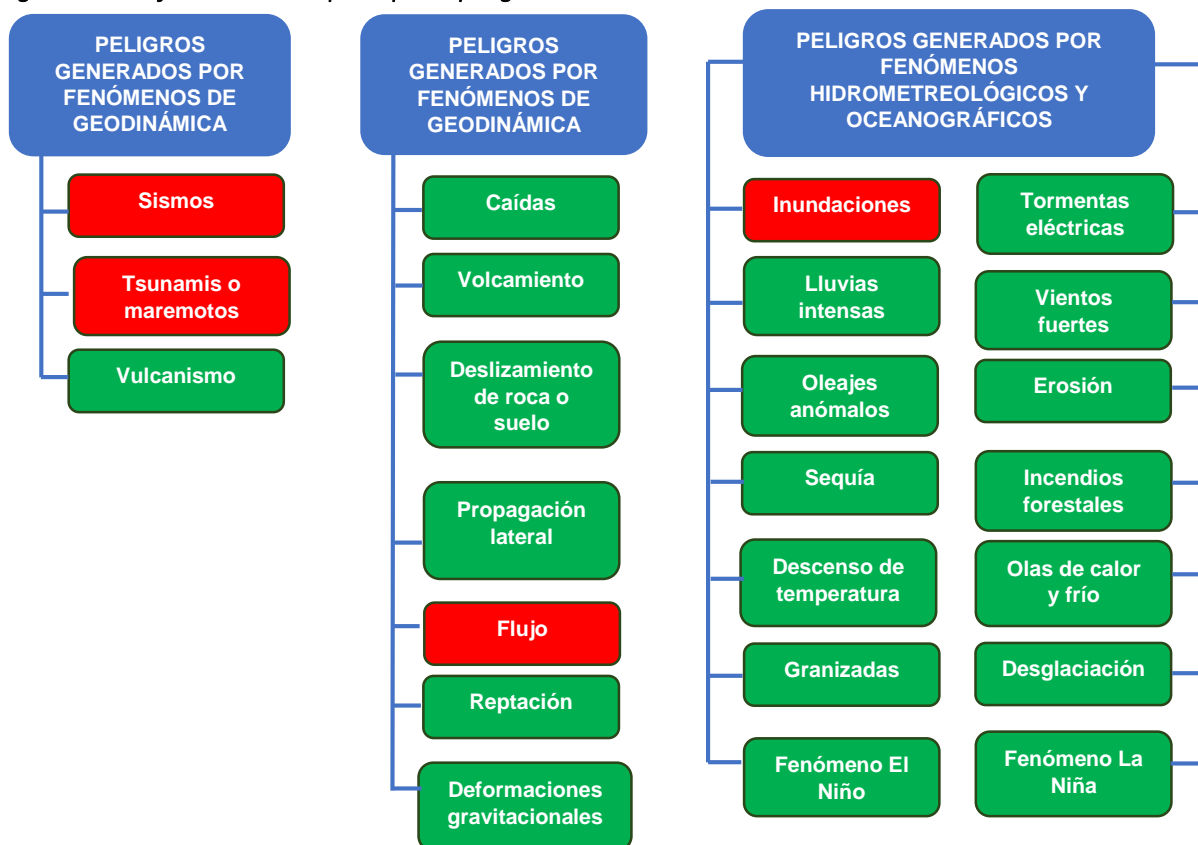 PELIGROS
GENERADOS POR
FENÓMENOS DE
GEODINÁMICA
Sismos
Tsunamis o
maremotos
Vulcanismo
PELIGROS
GENERADOS POR
FENÓMENOS DE
GEODINÁMICA
Caídas
Volcamiento
Deslizamiento
de roca o
suelo
Propagación
lateral
Flujo
Reptación
Deformaciones
gravitacionales
PELIGROS GENERADOS POR
FENÓMENOS
HIDROMETREOLÓGICOS Y
OCEANOGRÁFICOS
Inundaciones
Lluvias
intensas
Oleajes
anómalos
Sequía
Descenso de
temperatura
Granizadas
Fenómeno El
Niño
Tormentas
eléctricas
Vientos
fuertes
Erosión
Incendios
forestales
Olas de calor
y frío
Desglaciación
Fenómeno La
Niña